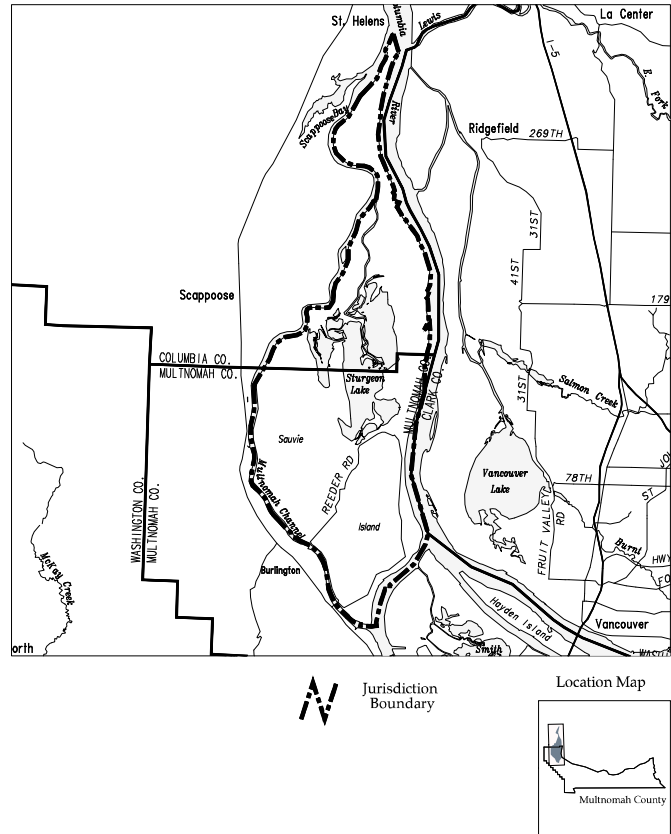 St. Helens
Columbia
Lewis
La Center
I-5
E. Fork
Scappoose Bay
River
Ridgefield
269TH
31ST
41ST
Scappoose
179
COLUMBIA CO.
MULTNOMAH CO.
Sturgeon
Lake
MULTNOMAH CO.
CLARK CO.
31ST
Salmon Creek
Sauvie
REEDER RD
Vancouver
Lake
78TH
ST
WASHINGTON CO.
MULTNOMAH CO.
Multnomah Channel
Island
FRUIT VALLEY
RD
Burnt
HWY
FO
McKay Creek
Burlington
Hayden Island
Vancouver
orth
Smith
Jurisdiction
Boundary
Location Map
Multnomah County